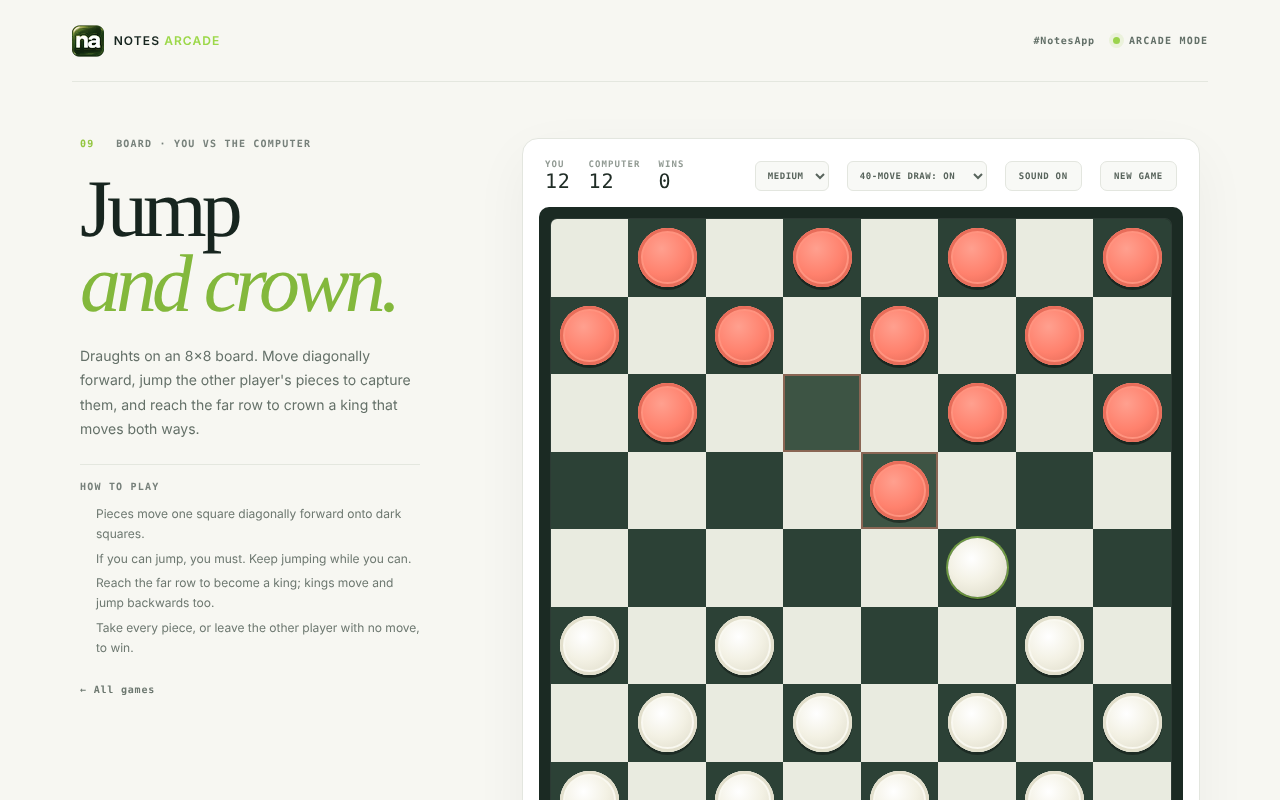 na NOTES ARCADE
#NotesApp ARCADE MODE
09 BOARD · YOU VS THE COMPUTER
Jump
and crown.
Draughts on an 8×8 board. Move diagonally
forward, jump the other player's pieces to capture
them, and reach the far row to crown a king that
moves both ways.
HOW TO PLAY
Pieces move one square diagonally forward onto dark
squares.
If you can jump, you must. Keep jumping while you can.
Reach the far row to become a king; kings move and
jump backwards too.
Take every piece, or leave the other player with no move,
to win.
← All games
YOU COMPUTER WINS
12 12 0
MEDIUM 40-MOVE DRAW: ON SOUND ON NEW GAME